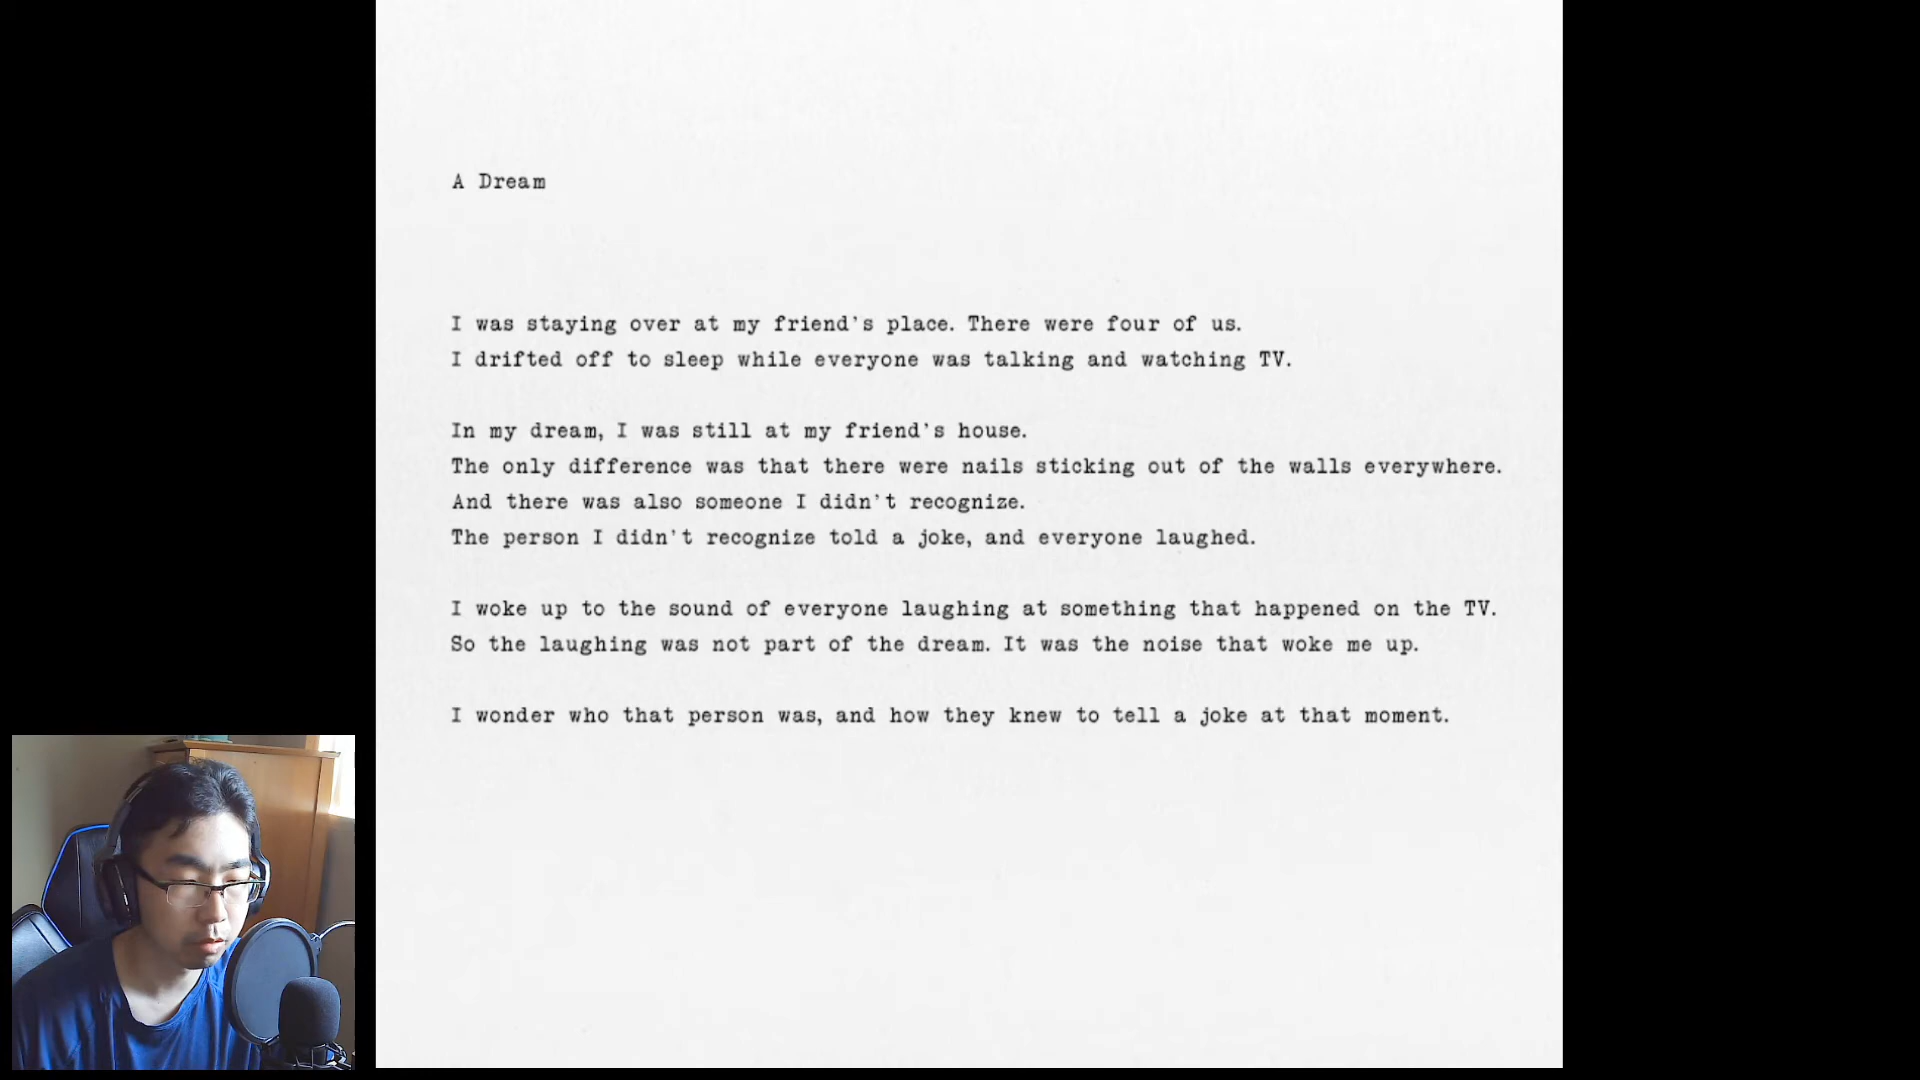 A Dream
I was staying over at my friend's place. There were four of us.
I drifted off to sleep while everyone was talking and watching TV.
In my dream, I was still at my friend's house.
The only difference was that there were nails sticking out of the walls everywhere.
And there was also someone I didn't recognize.
The person I didn't recognize told a joke, and everyone laughed.
I woke up to the sound of everyone laughing at something that happened on the TV.
So the laughing was not part of the dream. It was the noise that woke me up.
I wonder who that person was, and how they knew to tell a joke at that moment.